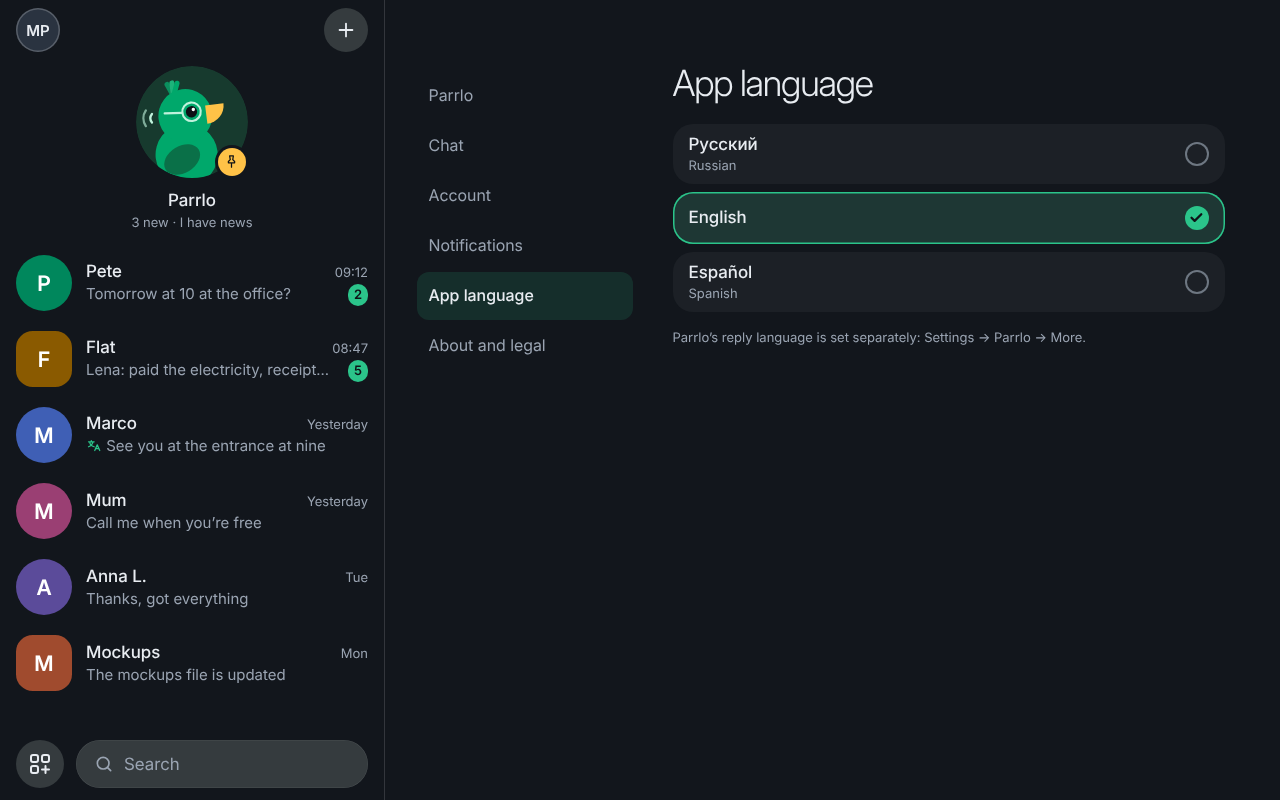 MP
Parrlo
3 new · I have news
P
Pete
09:12
Tomorrow at 10 at the office?
2
F
Flat
08:47
Lena: paid the electricity, receipt...
5
M
Marco
Yesterday
See you at the entrance at nine
M
Mum
Yesterday
Call me when you’re free
A
Anna L.
Tue
Thanks, got everything
M
Mockups
Mon
The mockups file is updated
Search
Parrlo
Chat
Account
Notifications
App language
About and legal
App language
Русский
Russian
English
Español
Spanish
Parrlo’s reply language is set separately: Settings → Parrlo → More.